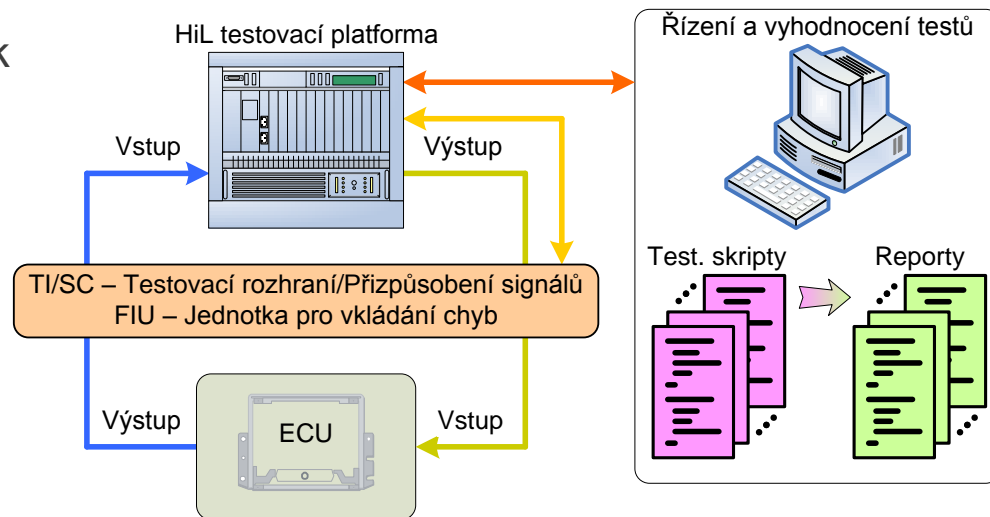 k
HiL testovací platforma
Řízení a vyhodnocení testů
Vstup
Výstup
TI/SC – Testovací rozhraní/Přizpůsobení signálů
FIU – Jednotka pro vkládání chyb
Test. skripty
Reporty
Výstup
ECU
Vstup